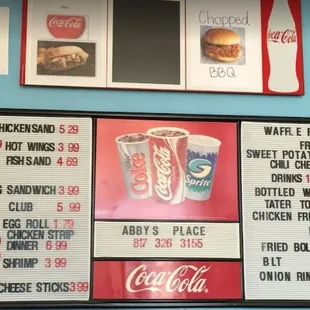 Coca-Cola
Chopped
BBQ
Coca-Cola
CHICKEN SAND 5 29
HOT WINGS 3 99
FISH SAND 4 69
SANDWICH 3 99
CLUB 5 99
EGG ROLL 1 79
CHICKEN STRIP
DINNER 6 99
SHRIMP 3 99
CHEESE STICKS 3 99
diet Coke
Coca-Cola
Sprite
ABBY'S PLACE
817 326 3155
Coca-Cola
WAFFLE F
FR
SWEET POTAT
CHILI CHE
DRINKS 1
BOTTLED W
TATER TO
CHICKEN FRI
FRIED BOL
BLT
ONION RIN